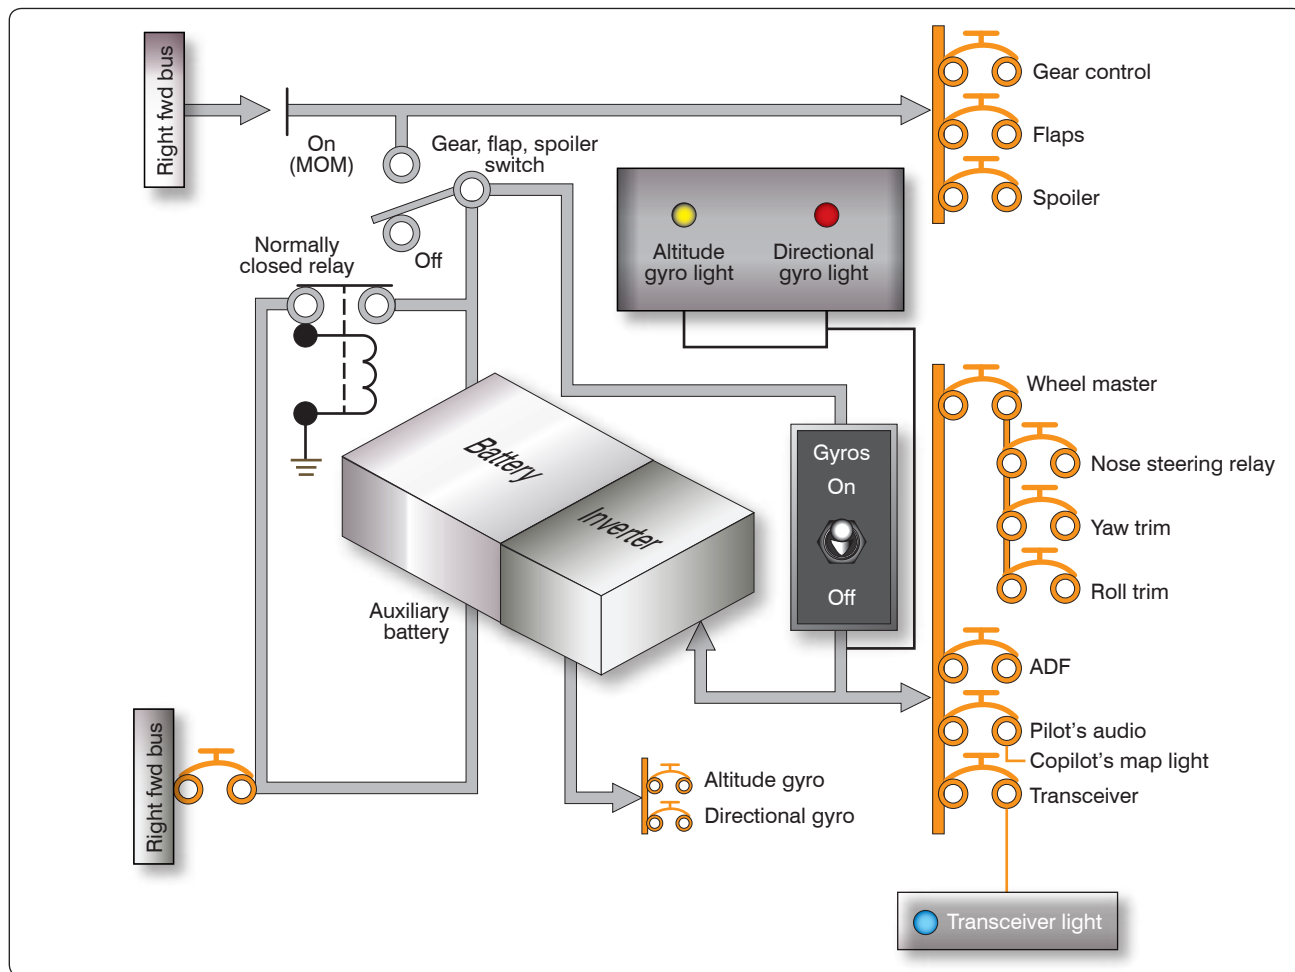 Right fwd bus
On
(MOM)
Gear, flap, spoiler
switch
Off
Normally
closed relay
Gear control
Flaps
Spoiler
Altitude
gyro light
Directional
gyro light
Battery
Inverter
Auxiliary
battery
Gyros
On
Off
Wheel master
Nose steering relay
Yaw trim
Roll trim
ADF
Pilot's audio
Copilot's map light
Transceiver
Right fwd bus
Altitude gyro
Directional gyro
Transceiver light